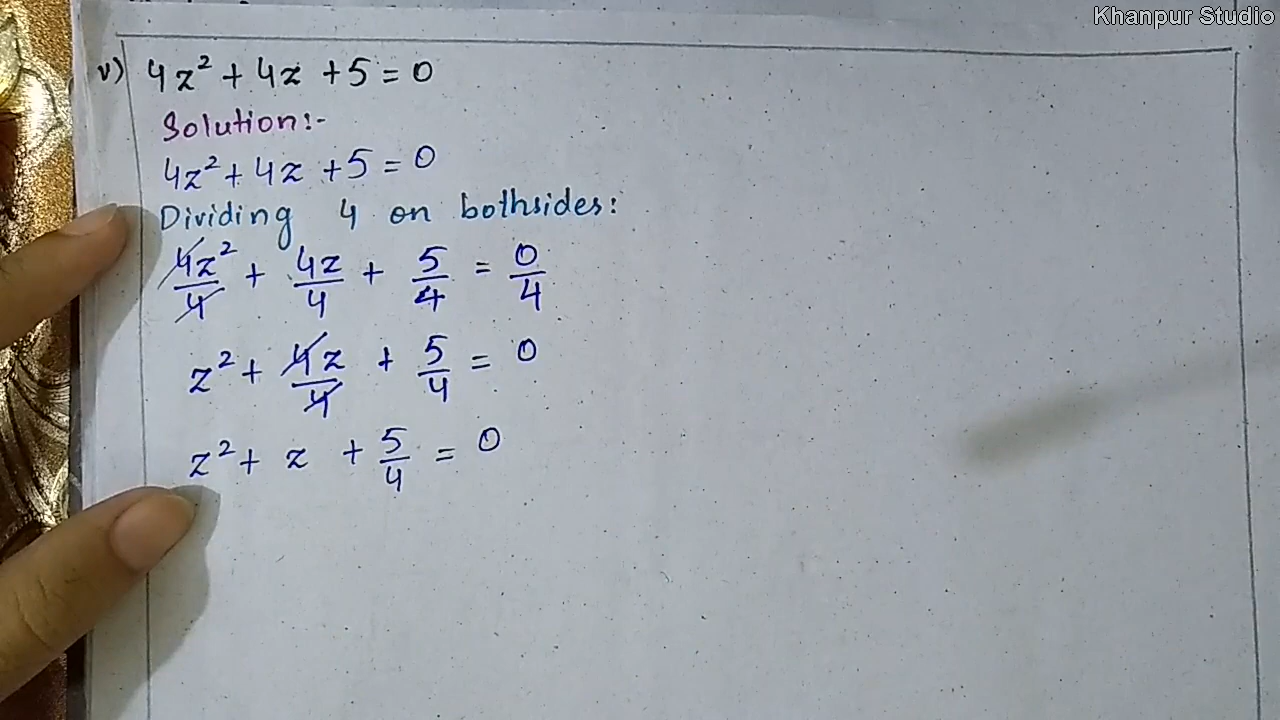 Khanpur Studio
v) 4z² + 4z + 5 = 0
Solution:-
4z² + 4z + 5 = 0
Dividing 4 on bothsides:
4z²/4 + 4z/4 + 5/4 = 0/4
z² + 4z/4 + 5/4 = 0
z² + z + 5/4 = 0